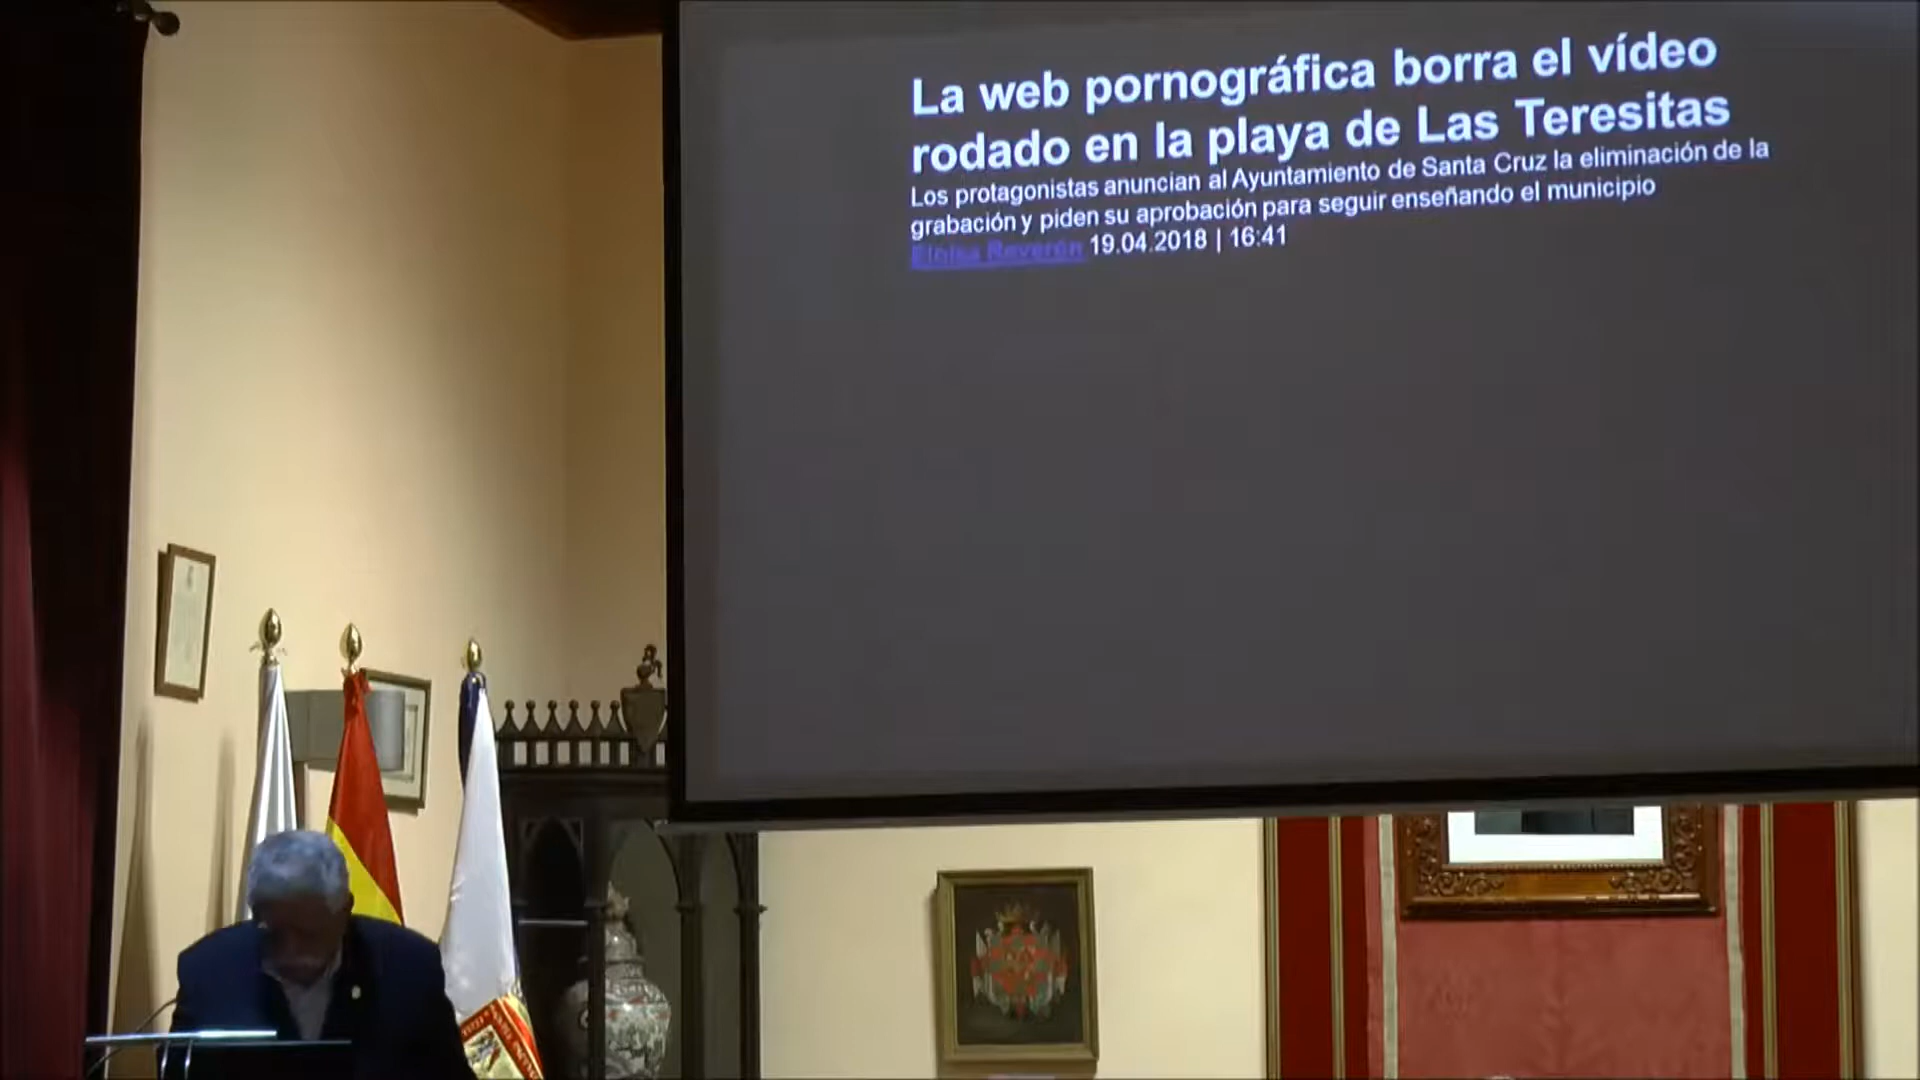 La web pornográfica borra el vídeo
rodado en la playa de Las Teresitas
Los protagonistas anuncian al Ayuntamiento de Santa Cruz la eliminación de la
grabación y piden su aprobación para seguir enseñando el municipio
Eloísa Reverón 19.04.2018 | 16:41